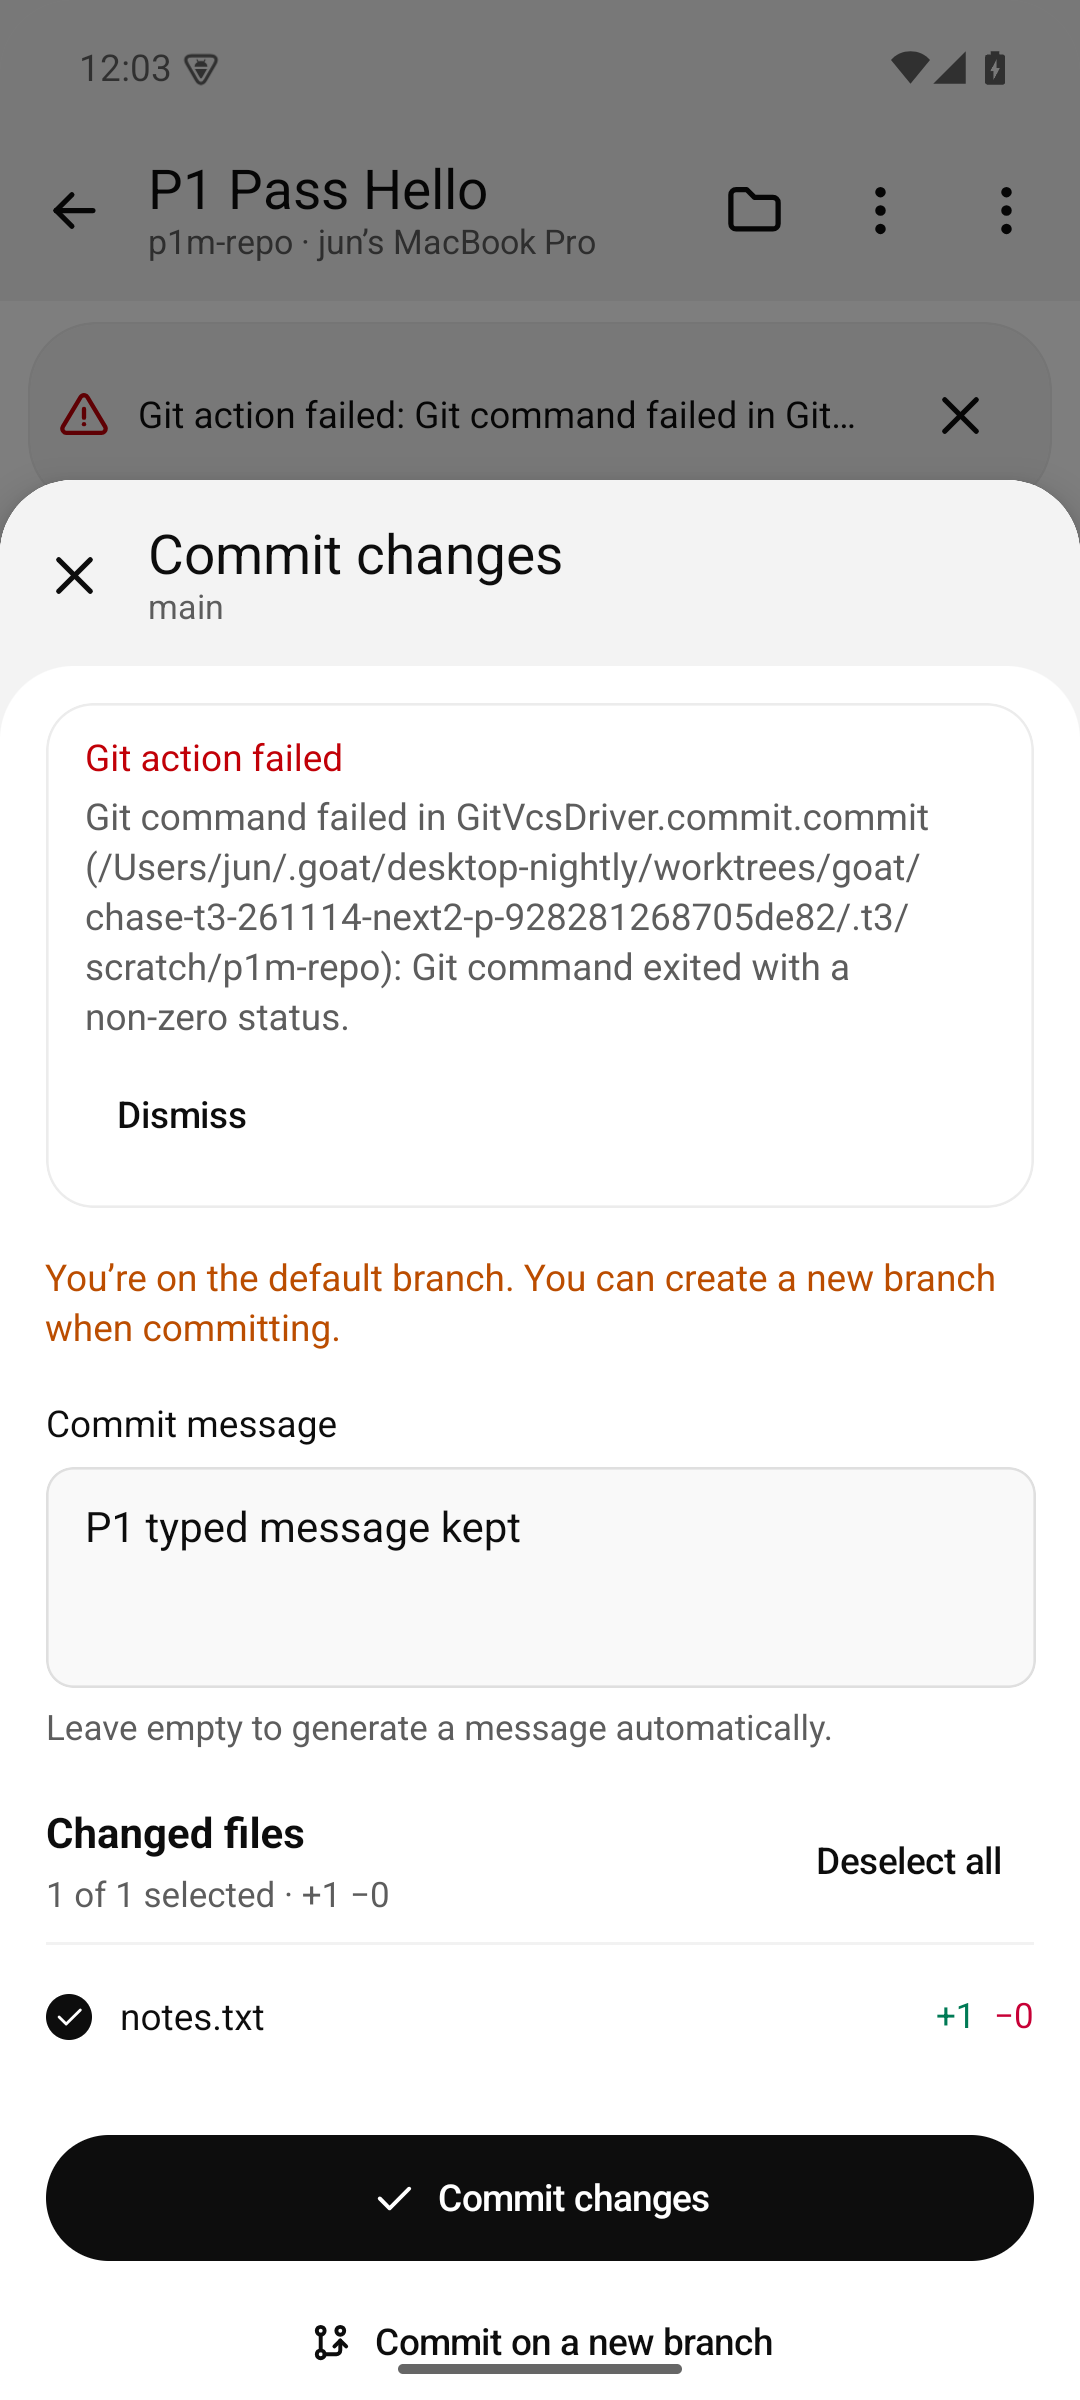 12:03
P1 Pass Hello
p1m-repo · jun’s MacBook Pro
Git action failed: Git command failed in Git…
Commit changes
main
Git action failed
Git command failed in GitVcsDriver.commit.commit
(/Users/jun/.goat/desktop-nightly/worktrees/goat/
chase-t3-261114-next2-p-928281268705de82/.t3/
scratch/p1m-repo): Git command exited with a
non-zero status.
Dismiss
You’re on the default branch. You can create a new branch
when committing.
Commit message
P1 typed message kept
Leave empty to generate a message automatically.
Changed files
Deselect all
1 of 1 selected · +1 −0
notes.txt +1 −0
Commit changes
Commit on a new branch